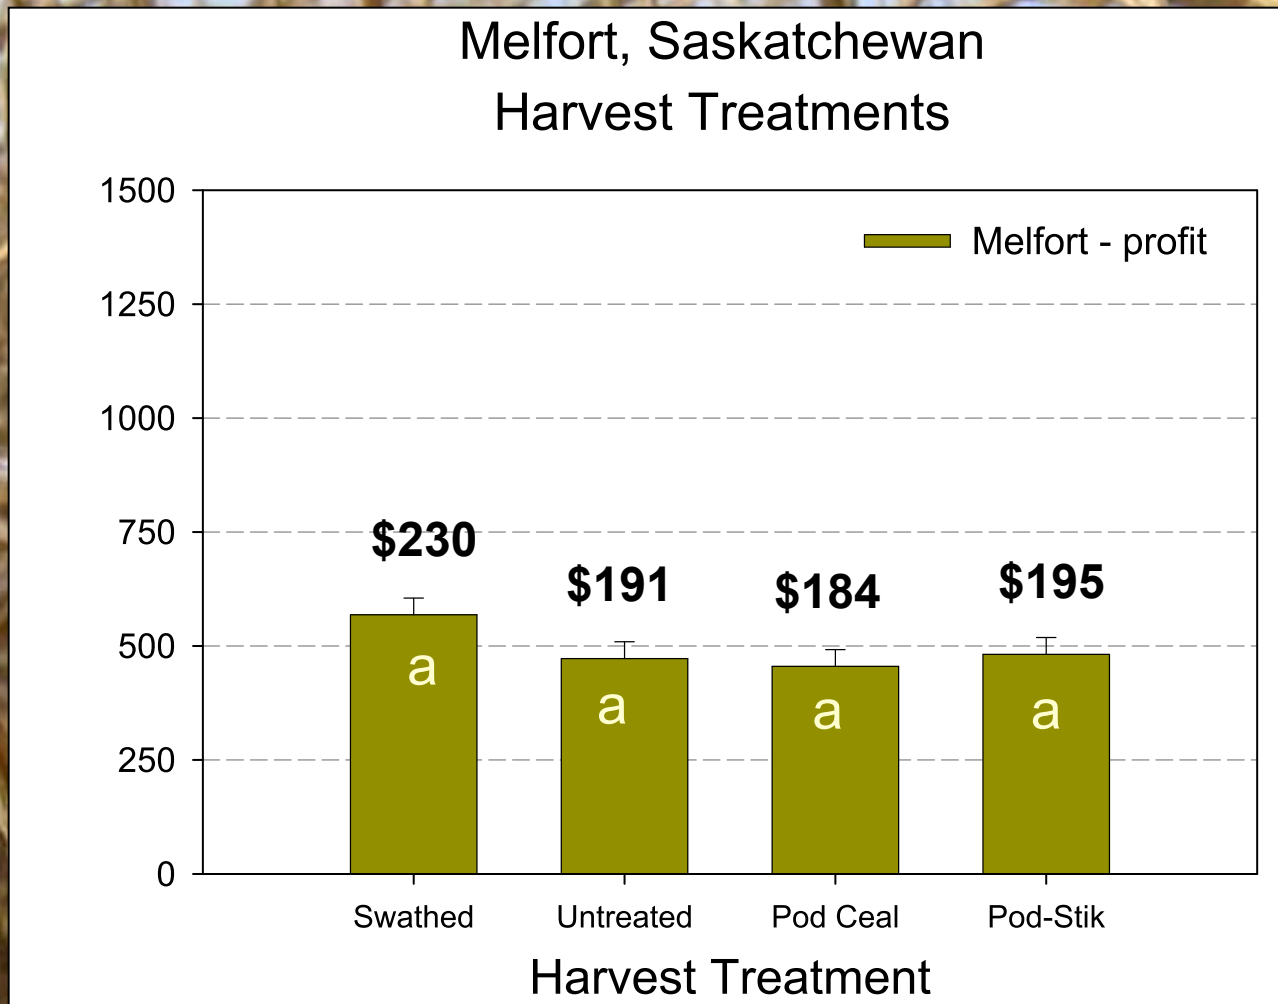 Melfort, Saskatchewan
Harvest Treatments
1500
1250
1000
750
500
250
0
Melfort - profit
$230
$191
$184
$195
a
a
a
a
Swathed
Untreated
Pod Ceal
Pod-Stik
Harvest Treatment